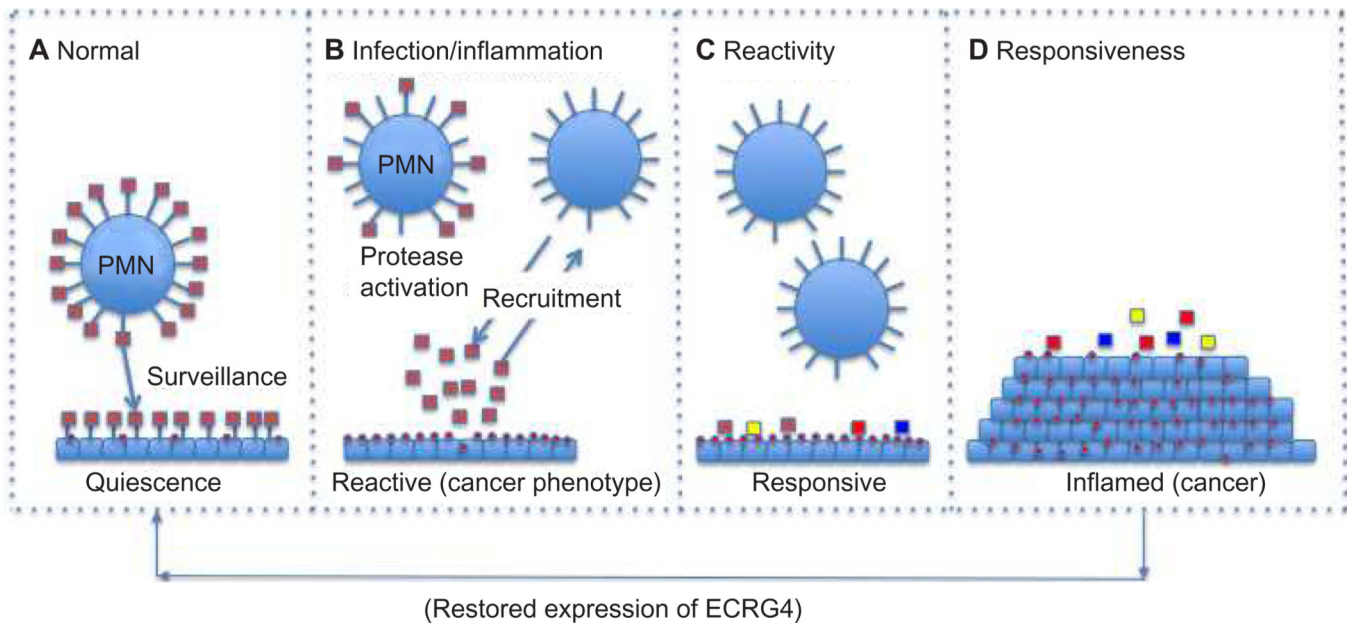 A Normal
B Infection/inflammation
C Reactivity
D Responsiveness
PMN
PMN
Protease
activation
Recruitment
Surveillance
Quiescence
Reactive (cancer phenotype)
Responsive
Inflamed (cancer)
(Restored expression of ECRG4)